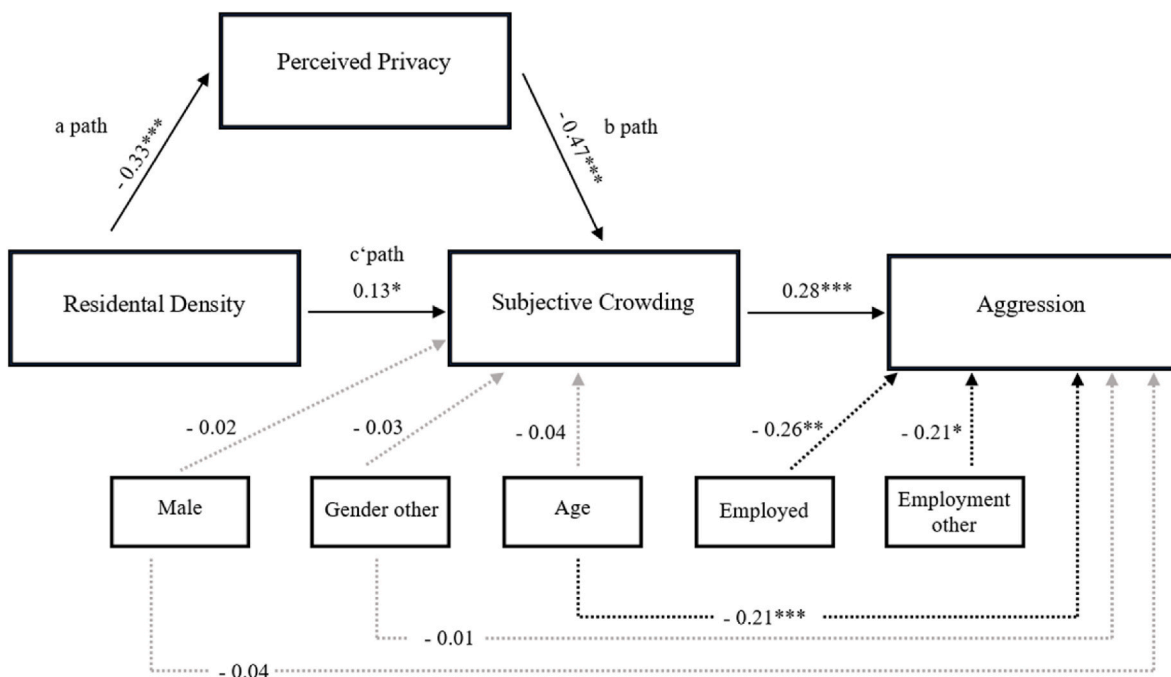 Perceived Privacy
a path
- 0.33***
- 0.47***
b path
Residental Density
c‘path
0.13*
Subjective Crowding
0.28***
Aggression
- 0.02
- 0.03
- 0.04
- 0.26**
- 0.21*
Male
Gender other
Age
Employed
Employment
other
- 0.21***
- 0.01
- 0.04